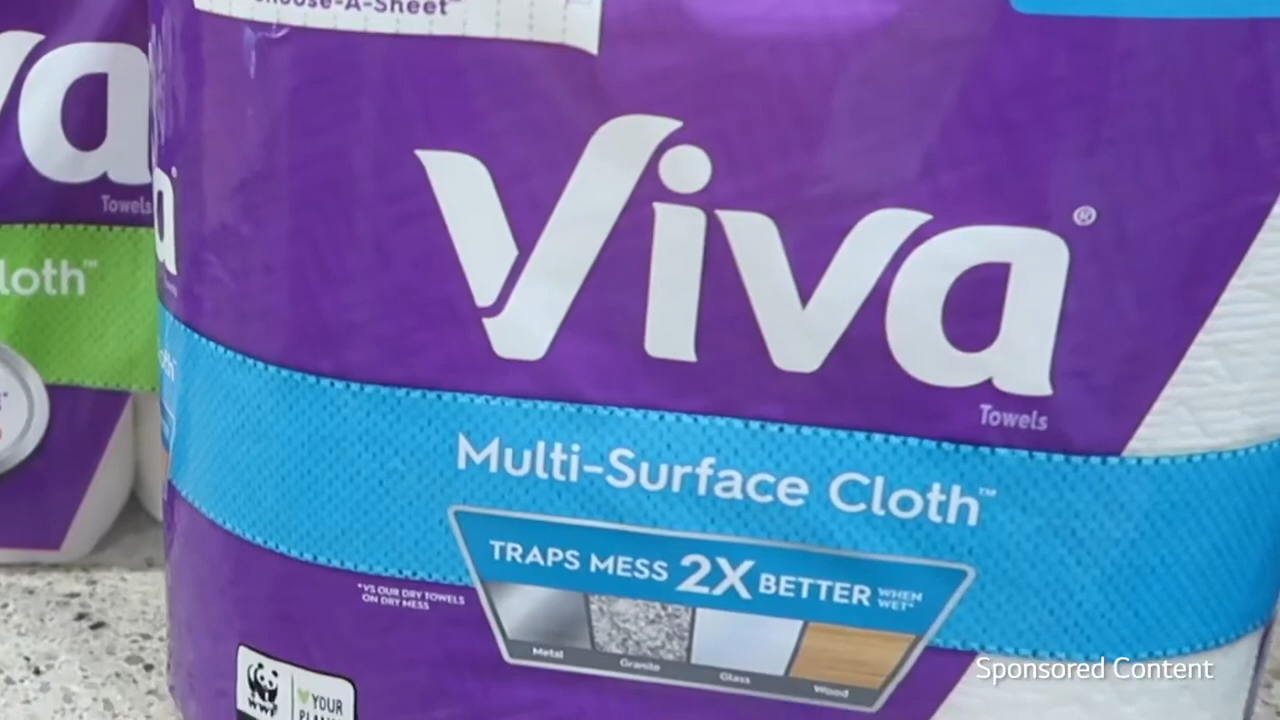 Choose-A-Sheet™
Viva®
Towels
Multi-Surface Cloth™
TRAPS MESS 2X BETTER WHEN WET*
*VS OUR DRY TOWELS
ON DRY MESS
Metal
Granite
Glass
Wood
WWF
YOUR
va
Towels
loth™
a
Sponsored Content